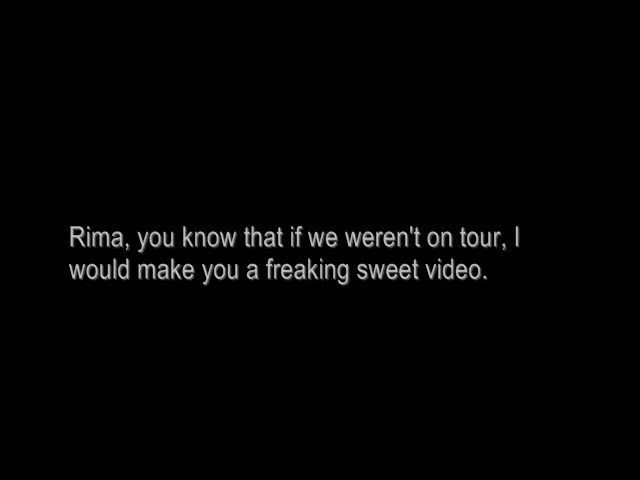 Rima, you know that if we weren't on tour, I
would make you a freaking sweet video.